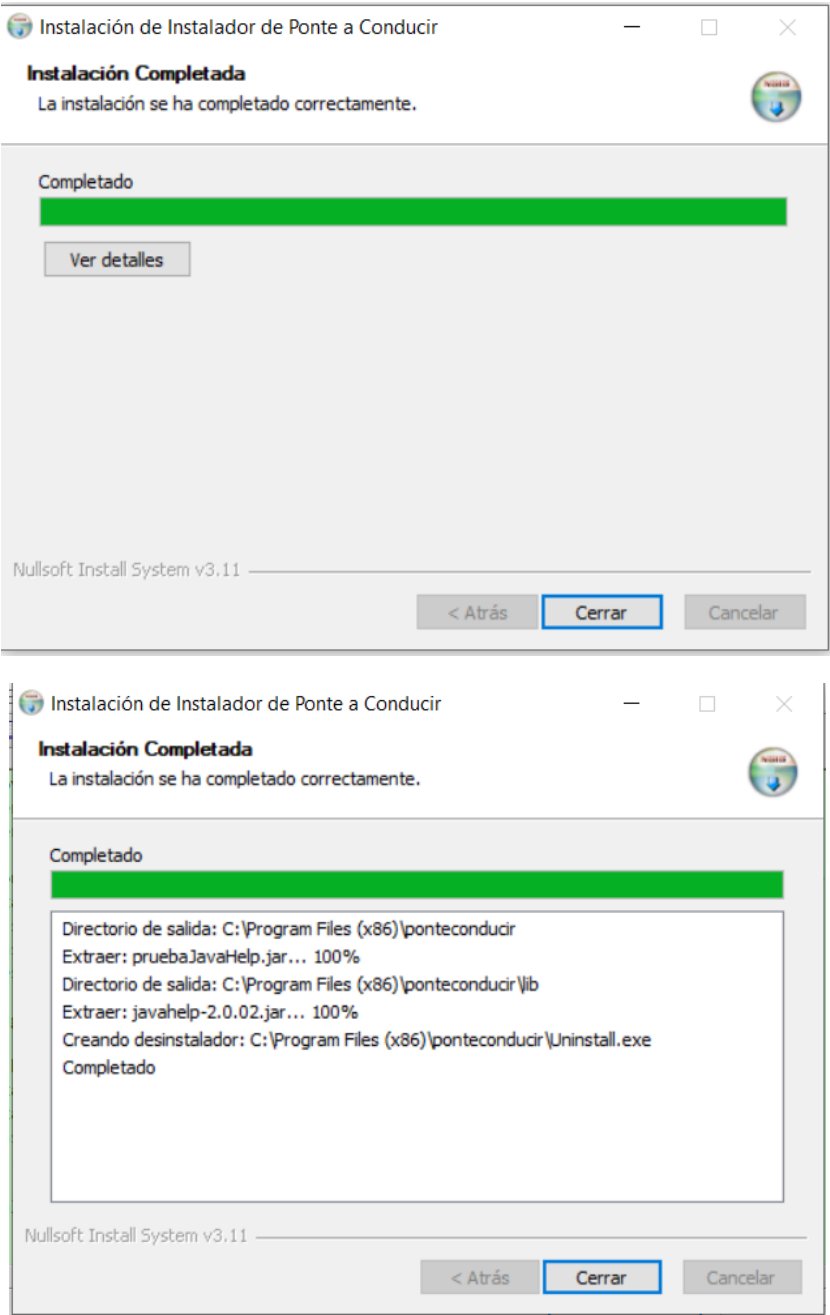 Instalación de Instalador de Ponte a Conducir
Instalación Completada
La instalación se ha completado correctamente.
Completado
Ver detalles
Nullsoft Install System v3.11
< Atrás
Cerrar
Cancelar
Instalación de Instalador de Ponte a Conducir
Instalación Completada
La instalación se ha completado correctamente.
Completado
Directorio de salida: C:\Program Files (x86)\ponteconducir
Extraer: pruebaJavaHelp.jar... 100%
Directorio de salida: C:\Program Files (x86)\ponteconducir\lib
Extraer: javahelp-2.0.02.jar... 100%
Creando desinstalador: C:\Program Files (x86)\ponteconducir\Uninstall.exe
Completado
Nullsoft Install System v3.11
< Atrás
Cerrar
Cancelar